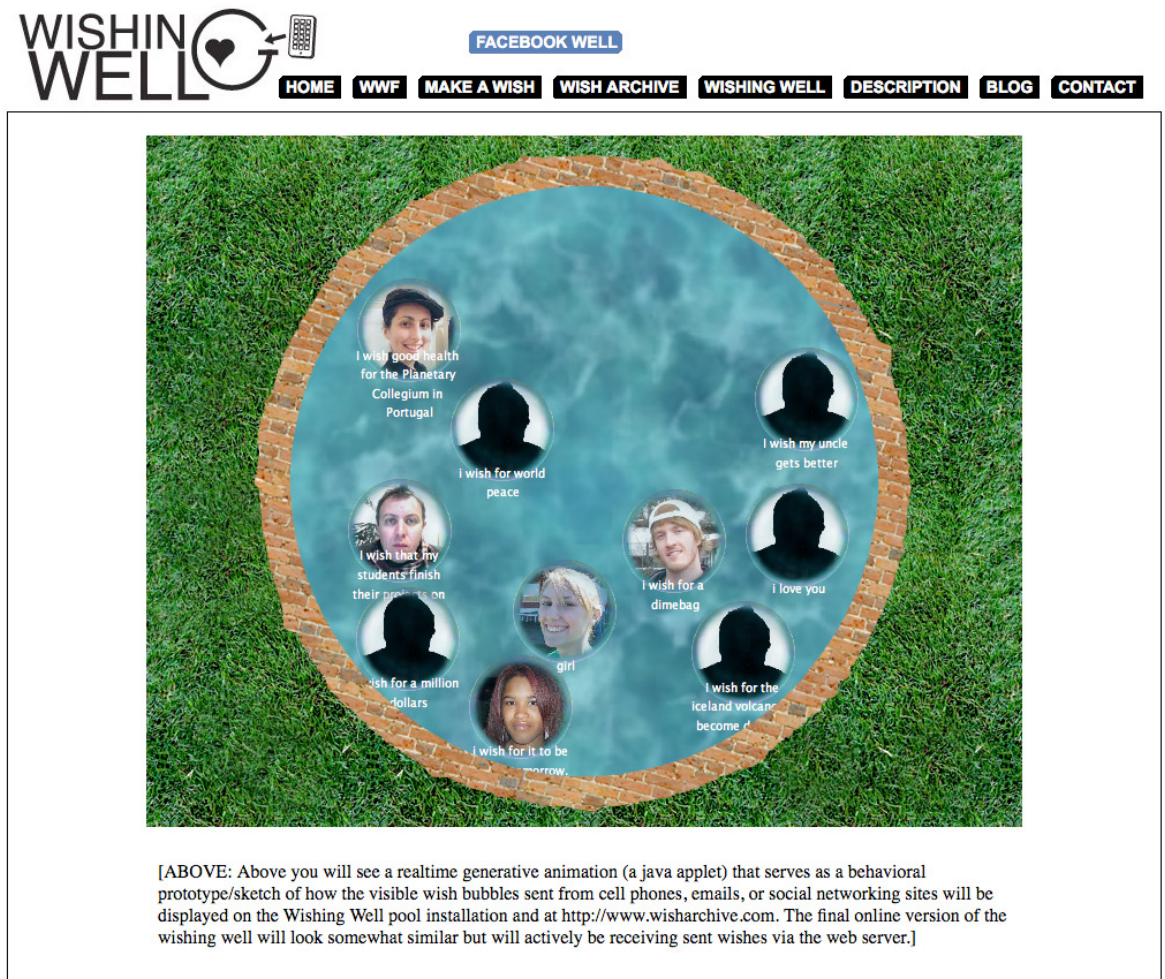 WISHING
WELL
FACEBOOK WELL
HOME WWF MAKE A WISH WISH ARCHIVE WISHING WELL DESCRIPTION BLOG CONTACT
I wish good health
for the Planetary
Collegium in
Portugal
i wish for world
peace
I wish my uncle
gets better
I wish that my
students finish
their projects on
I wish for a
dimebag
i love you
girl
wish for a million
dollars
I wish for the
iceland volcano
become
i wish for it to be
tomorrow.
[ABOVE: Above you will see a realtime generative animation (a java applet) that serves as a behavioral
prototype/sketch of how the visible wish bubbles sent from cell phones, emails, or social networking sites will be
displayed on the Wishing Well pool installation and at http://www.wisharchive.com. The final online version of the
wishing well will look somewhat similar but will actively be receiving sent wishes via the web server.]